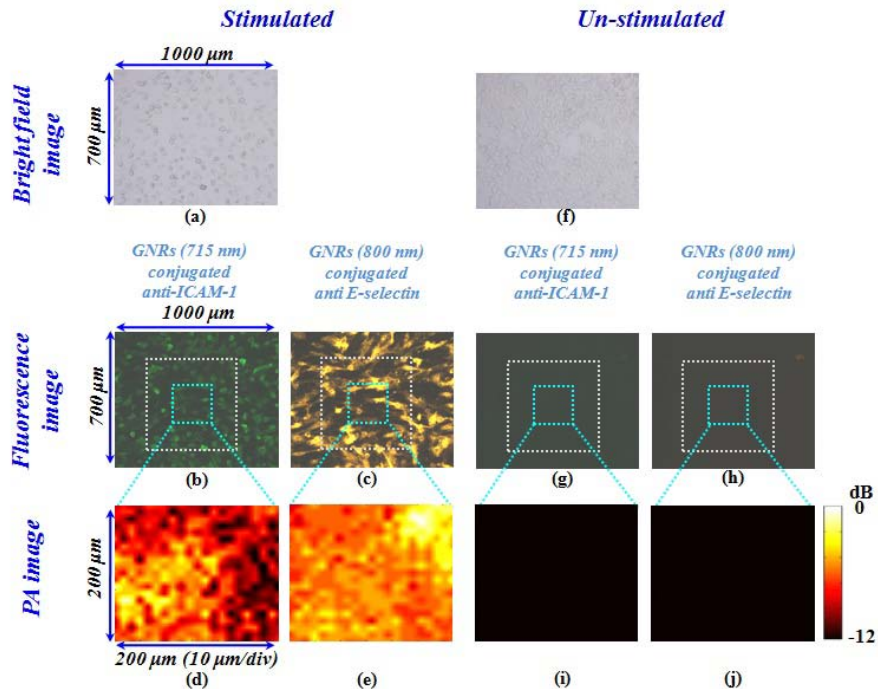 Stimulated
Un-stimulated
1000 μm
Bright field
image
700 μm
(a)
(f)
GNRs (715 nm)
conjugated
anti-ICAM-1
GNRs (800 nm)
conjugated
anti E-selectin
GNRs (715 nm)
conjugated
anti-ICAM-1
GNRs (800 nm)
conjugated
anti E-selectin
1000 μm
Fluorescence
image
700 μm
(b)
(c)
(g)
(h)
PA image
200 μm
dB
0
-12
200 μm (10 μm/div)
(d)
(e)
(i)
(j)